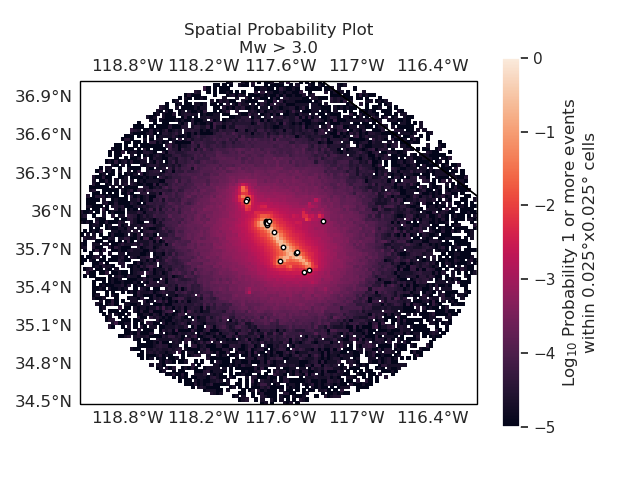 Spatial Probability Plot
Mw > 3.0
118.8°W 118.2°W 117.6°W 117°W 116.4°W
36.9°N
36.6°N
36.3°N
36°N
35.7°N
35.4°N
35.1°N
34.8°N
34.5°N
118.8°W 118.2°W 117.6°W 117°W 116.4°W
0
−1
−2
−3
−4
−5
Log₁₀ Probability 1 or more events
within 0.025°x0.025° cells